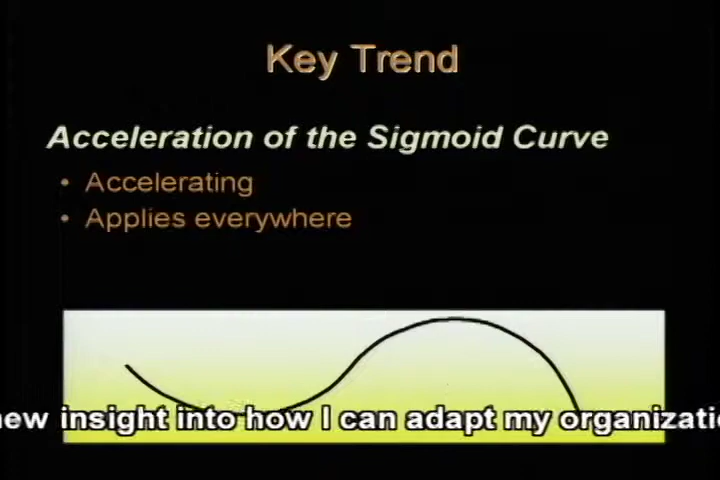 Key Trend
Acceleration of the Sigmoid Curve
• Accelerating
• Applies everywhere
insight into how I can adapt my